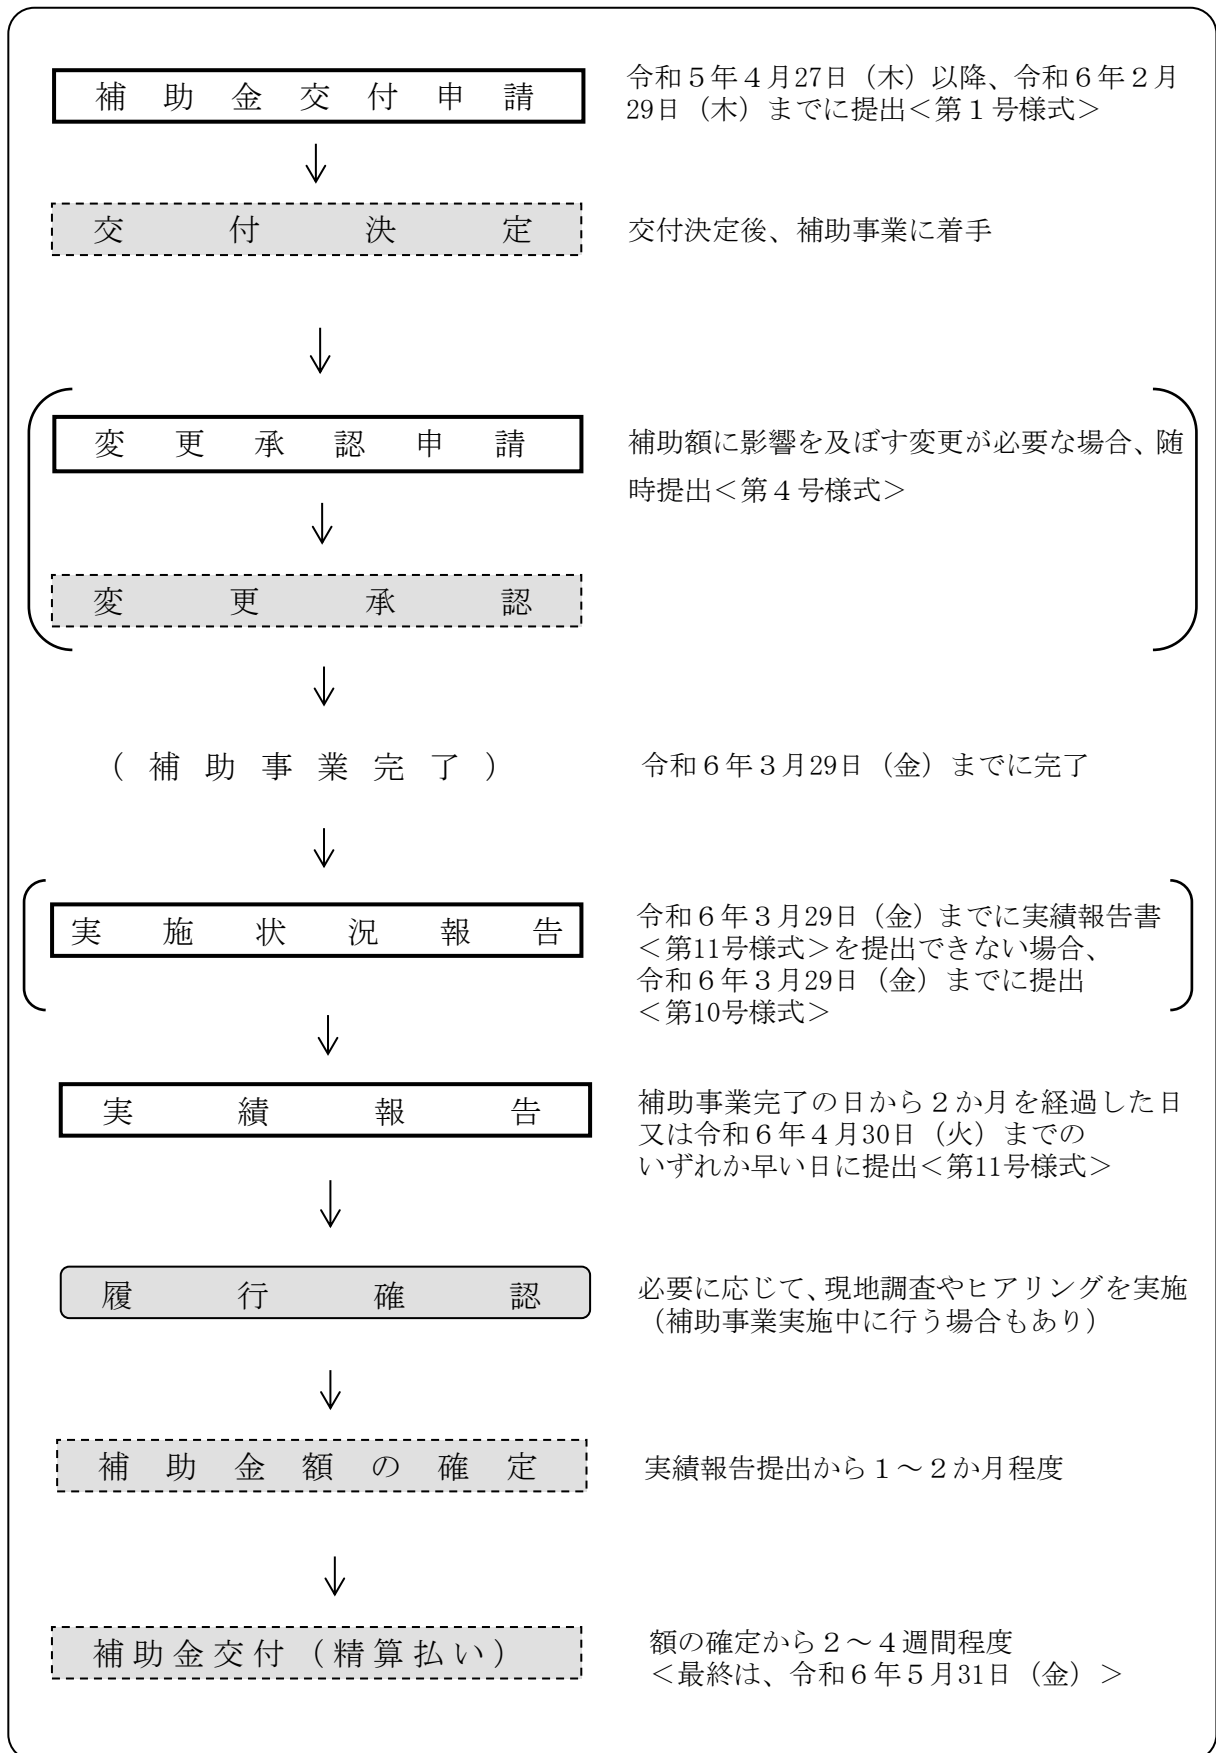 補助金交付申請
令和５年４月27日（木）以降、令和６年２月
29日（木）までに提出＜第１号様式＞
交付決定
交付決定後、補助事業に着手
変更承認申請
補助額に影響を及ぼす変更が必要な場合、随
時提出＜第４号様式＞
変更承認
（補助事業完了）
令和６年３月29日（金）までに完了
実施状況報告
令和６年３月29日（金）までに実績報告書
＜第11号様式＞を提出できない場合、
令和６年３月29日（金）までに提出
＜第10号様式＞
実績報告
補助事業完了の日から２か月を経過した日
又は令和６年４月30日（火）までの
いずれか早い日に提出＜第11号様式＞
履行確認
必要に応じて、現地調査やヒアリングを実施
（補助事業実施中に行う場合もあり）
補助金額の確定
実績報告提出から１～２か月程度
補助金交付（精算払い）
額の確定から２～４週間程度
＜最終は、令和６年５月31日（金）＞